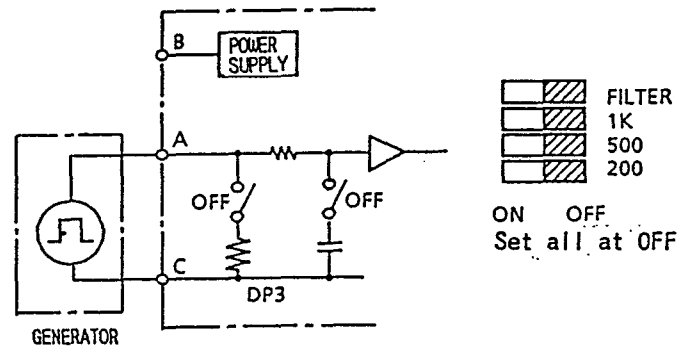 B
POWER
SUPPLY
A
OFF
OFF
C
DP3
GENERATOR
FILTER
1K
500
200
ON OFF
Set all at OFF